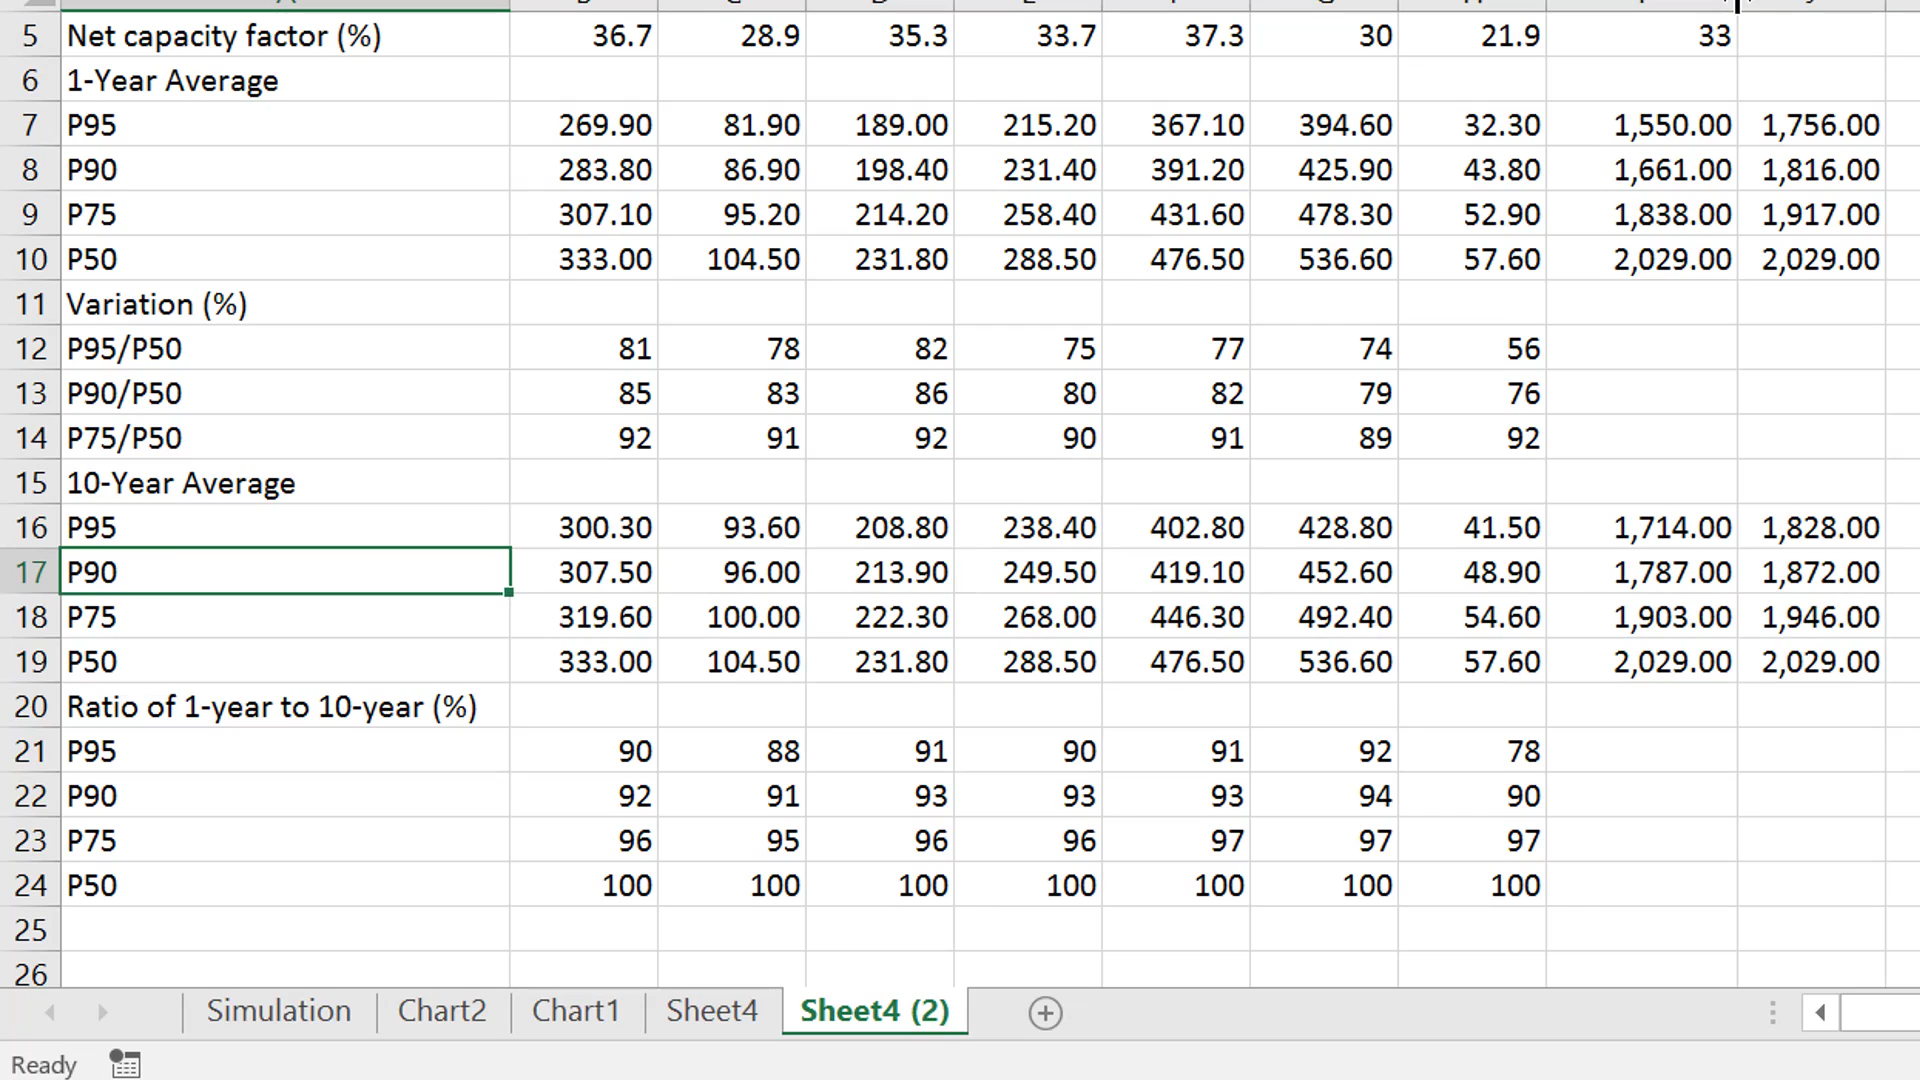 5 Net capacity factor (%) 36.7 28.9 35.3 33.7 37.3 30 21.9 33
6 1-Year Average
7 P95 269.90 81.90 189.00 215.20 367.10 394.60 32.30 1,550.00 1,756.00
8 P90 283.80 86.90 198.40 231.40 391.20 425.90 43.80 1,661.00 1,816.00
9 P75 307.10 95.20 214.20 258.40 431.60 478.30 52.90 1,838.00 1,917.00
10 P50 333.00 104.50 231.80 288.50 476.50 536.60 57.60 2,029.00 2,029.00
11 Variation (%)
12 P95/P50 81 78 82 75 77 74 56
13 P90/P50 85 83 86 80 82 79 76
14 P75/P50 92 91 92 90 91 89 92
15 10-Year Average
16 P95 300.30 93.60 208.80 238.40 402.80 428.80 41.50 1,714.00 1,828.00
17 P90 307.50 96.00 213.90 249.50 419.10 452.60 48.90 1,787.00 1,872.00
18 P75 319.60 100.00 222.30 268.00 446.30 492.40 54.60 1,903.00 1,946.00
19 P50 333.00 104.50 231.80 288.50 476.50 536.60 57.60 2,029.00 2,029.00
20 Ratio of 1-year to 10-year (%)
21 P95 90 88 91 90 91 92 78
22 P90 92 91 93 93 93 94 90
23 P75 96 95 96 96 97 97 97
24 P50 100 100 100 100 100 100 100
25
26
Simulation Chart2 Chart1 Sheet4 Sheet4 (2)
Ready